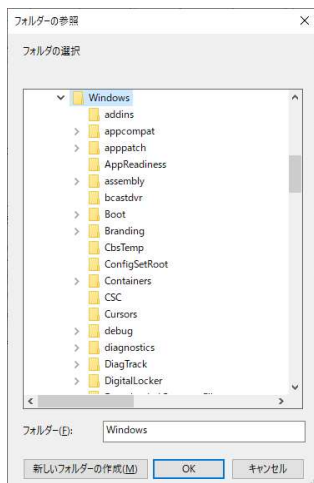 フォルダーの参照
フォルダの選択
Windows
addins
appcompat
apppatch
AppReadiness
assembly
bcastdvr
Boot
Branding
CbsTemp
ConfigSetRoot
Containers
CSC
Cursors
debug
diagnostics
DiagTrack
DigitalLocker
フォルダー(F): Windows
新しいフォルダーの作成(M) OK キャンセル